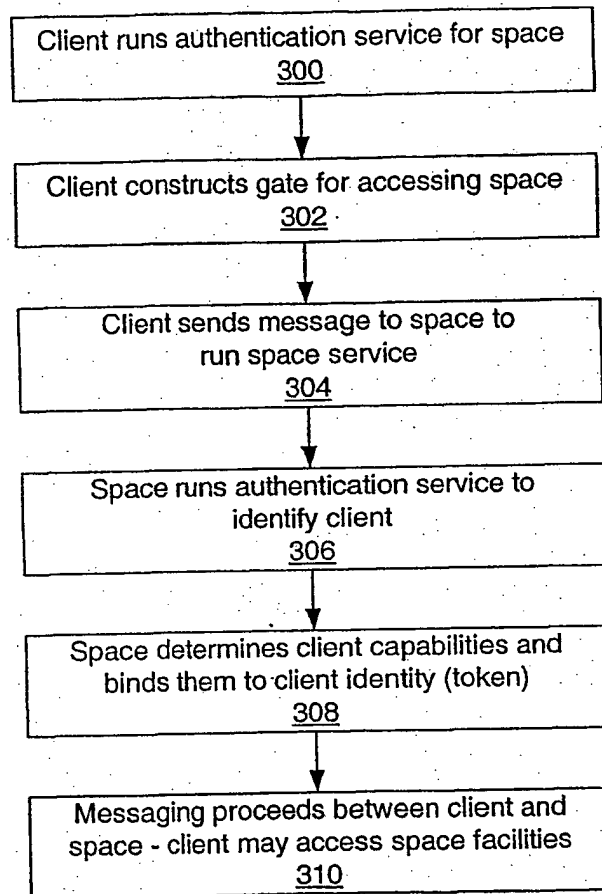 Client runs authentication service for space
300
Client constructs gate for accessing space
302
Client sends message to space to
run space service
304
Space runs authentication service to
identify client
306
Space determines client capabilities and
binds them to client identity (token)
308
Messaging proceeds between client and
space - client may access space facilities
310